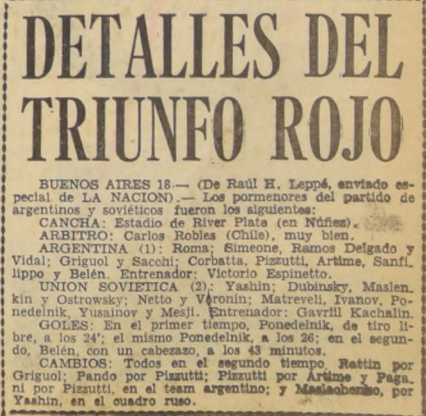 DETALLES DEL
TRIUNFO ROJO
BUENOS AIRES 18.— (De Raúl H. Leppé, enviado es-
pecial de LA NACION).— Los pormenores del partido de
argentinos y soviéticos fueron los siguientes:
CANCHA: Estadio de River Plate (en Núñez).
ARBITRO: Carlos Robles (Chile), muy bien.
ARGENTINA (1): Roma; Simeone, Ramos Delgado y
Vidal; Griguol y Sacchi; Corbatta, Pizzutti, Artime, Sanfi-
lippo y Belén. Entrenador: Victorio Espinetto.
UNION SOVIETICA (2): Yashin; Dubinsky, Maslen-
kin y Ostrowsky; Netto y Voronin; Matreveli, Ivanov, Po-
nedelnik, Yusainov y Mesji. Entrenador: Gavriil Kachalin.
GOLES: En el primer tiempo, Ponedelnik, de tiro li-
bre, a los 24'; el mismo Ponedelnik, a los 26; en el segun-
do, Belén, con un cabezazo, a los 43 minutos.
CAMBIOS: Todos en el segundo tiempo. Rattin por
Griguol; Pando por Pizzutti; Pizzutti por Artime y Paga-
ni por Pizzutti, en el team argentino; y Maslachenko, por
Yashin, en el cuadro ruso.